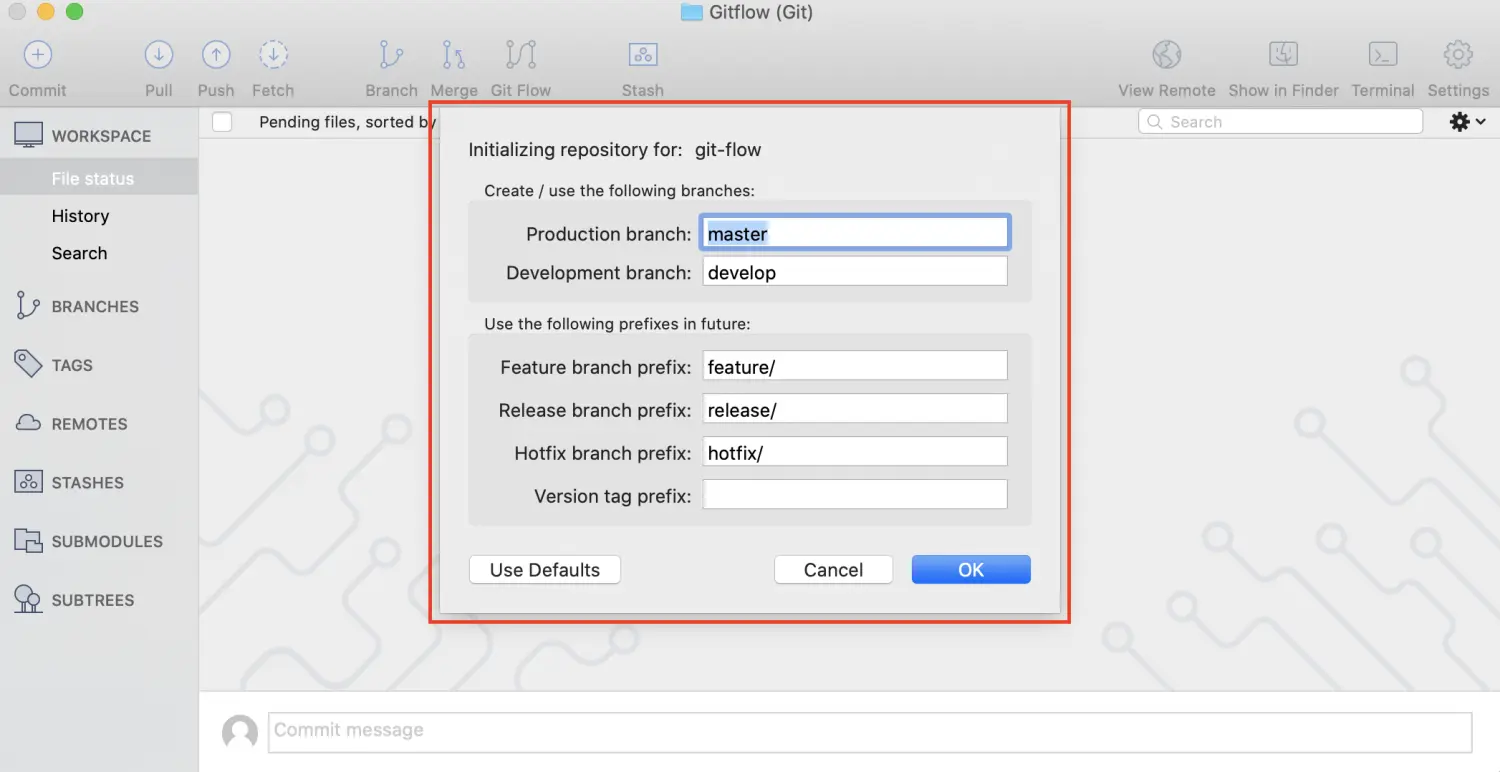 Gitflow (Git)
Commit Pull Push Fetch Branch Merge Git Flow Stash View Remote Show in Finder Terminal Settings
Pending files, sorted by
Search
WORKSPACE
File status
History
Search
BRANCHES
TAGS
REMOTES
STASHES
SUBMODULES
SUBTREES
Initializing repository for: git-flow
Create / use the following branches:
Production branch: master
Development branch: develop
Use the following prefixes in future:
Feature branch prefix: feature/
Release branch prefix: release/
Hotfix branch prefix: hotfix/
Version tag prefix:
Use Defaults Cancel OK
Commit message